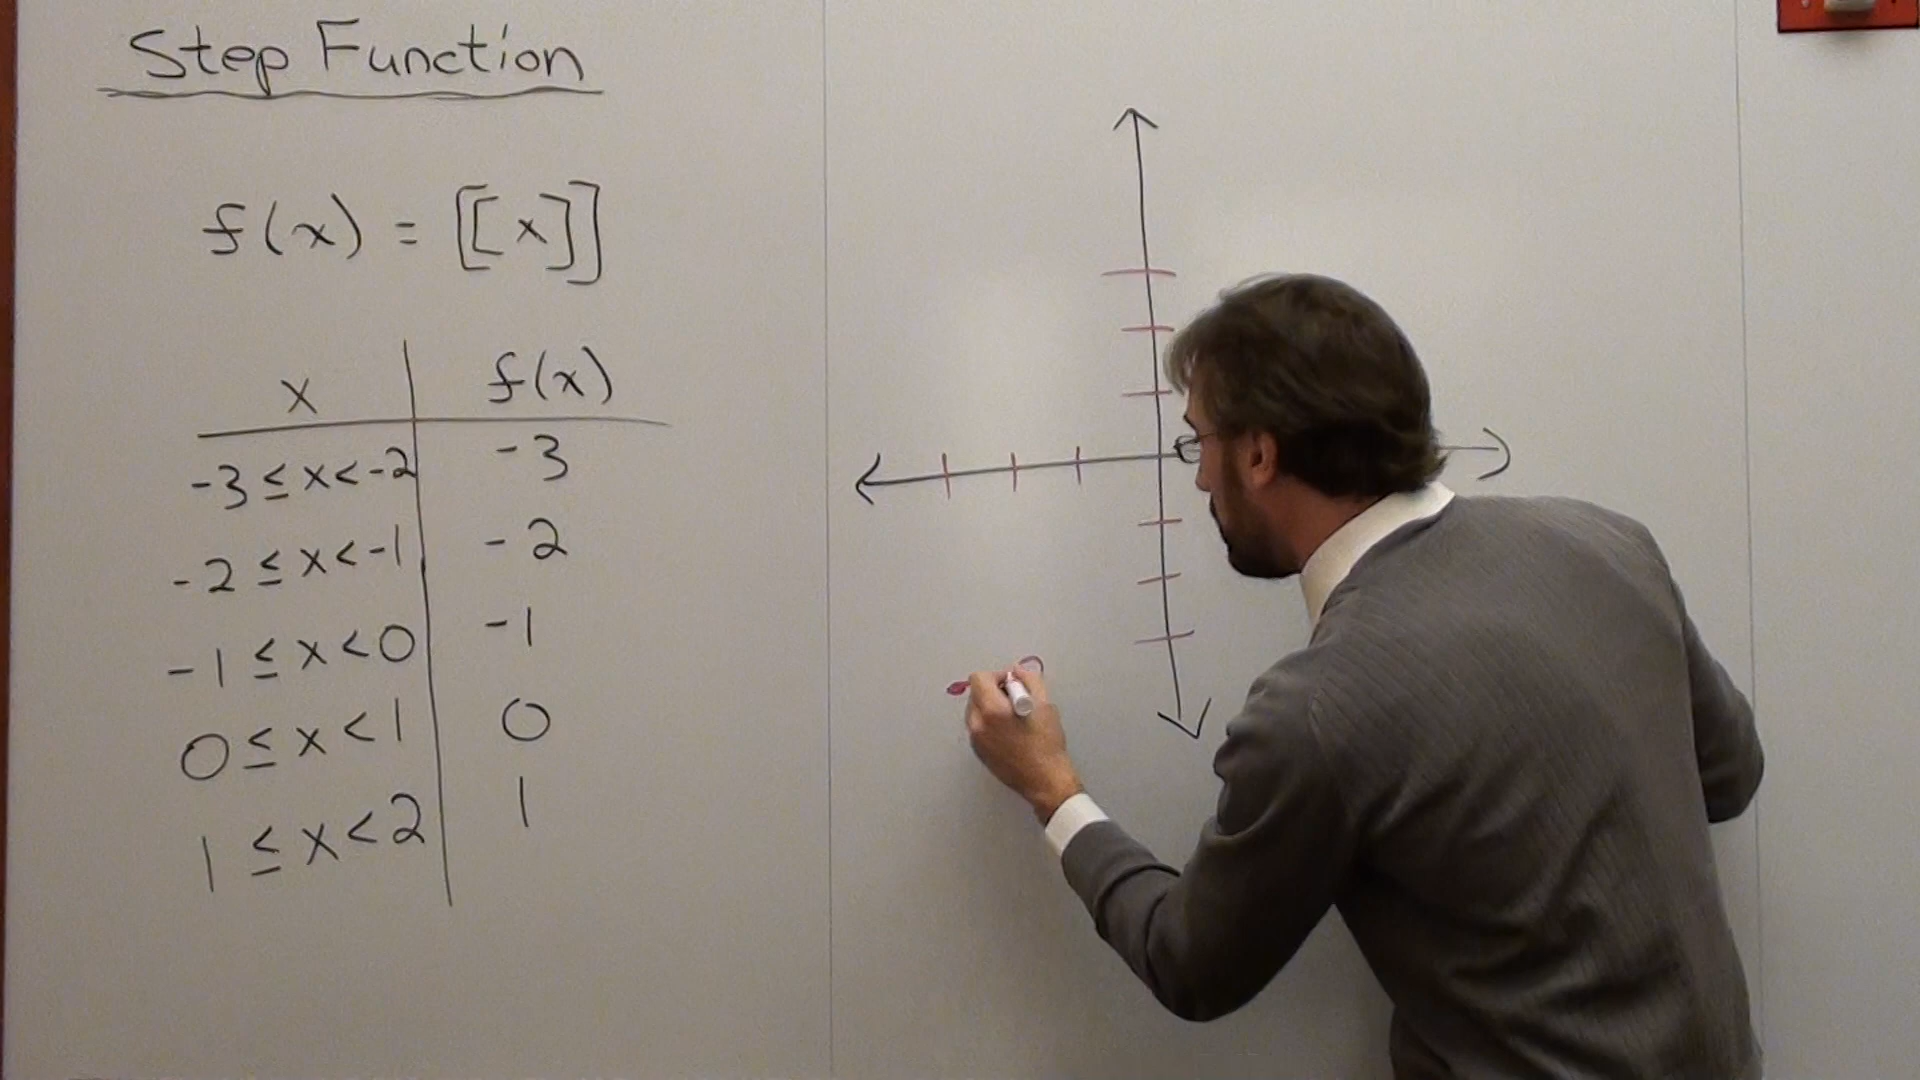 Step Function
f(x) = [[x]]
x f(x)
-3 ≤ x < -2 -3
-2 ≤ x < -1 -2
-1 ≤ x < 0 -1
0 ≤ x < 1 0
1 ≤ x < 2 1